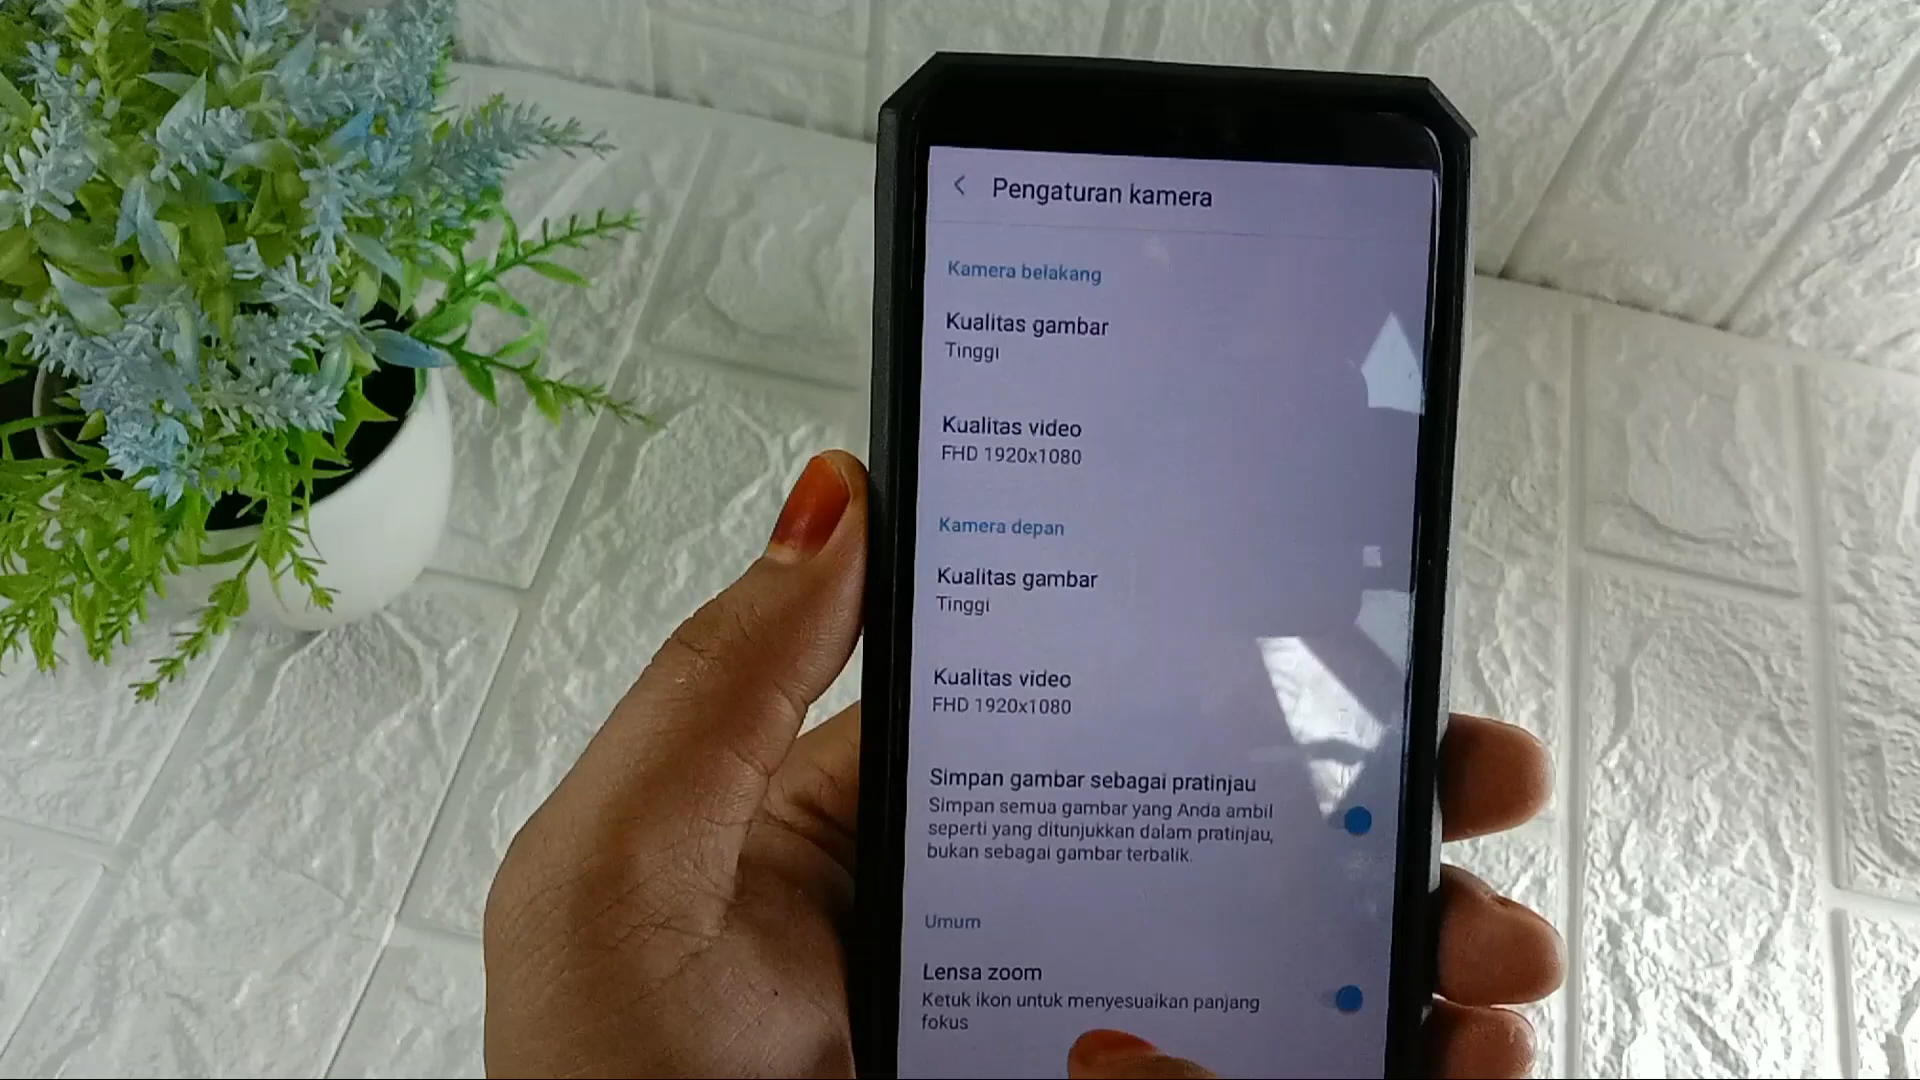 Pengaturan kamera
Kamera belakang
Kualitas gambar
Tinggi
Kualitas video
FHD 1920x1080
Kamera depan
Kualitas gambar
Tinggi
Kualitas video
FHD 1920x1080
Simpan gambar sebagai pratinjau
Simpan semua gambar yang Anda ambil
seperti yang ditunjukkan dalam pratinjau,
bukan sebagai gambar terbalik.
Umum
Lensa zoom
Ketuk ikon untuk menyesuaikan panjang
fokus